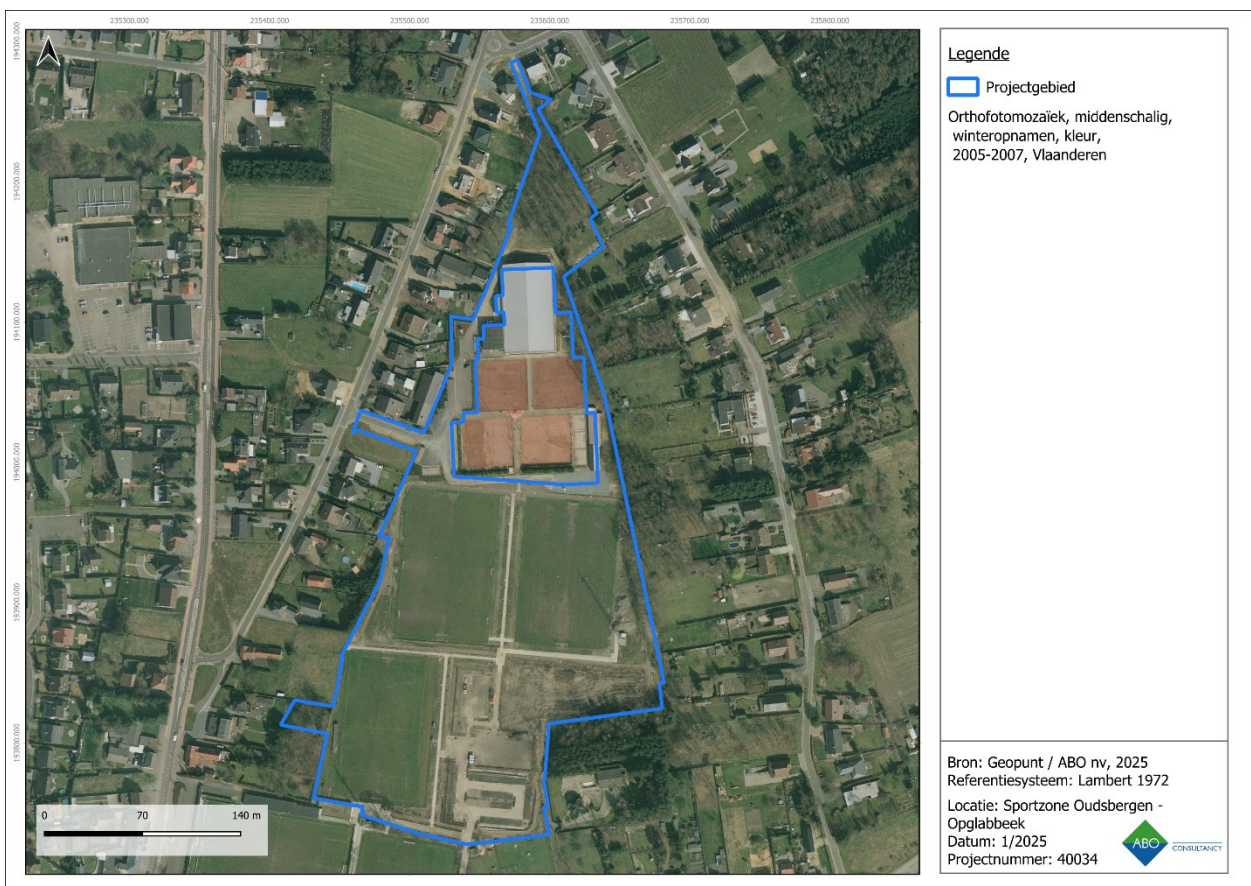 235300.000 235400.000 235500.000 235600.000 235700.000 235800.000
194300.000
194200.000
194100.000
194000.000
193900.000
193800.000
0 70 140 m
Legende
Projectgebied
Orthofotomozaïek, middenschalig,
winteropnamen, kleur,
2005-2007, Vlaanderen
Bron: Geopunt / ABO nv, 2025
Referentiesysteem: Lambert 1972
Locatie: Sportzone Oudsbergen -
Opglabbeek
Datum: 1/2025
Projectnummer: 40034
ABO CONSULTANCY